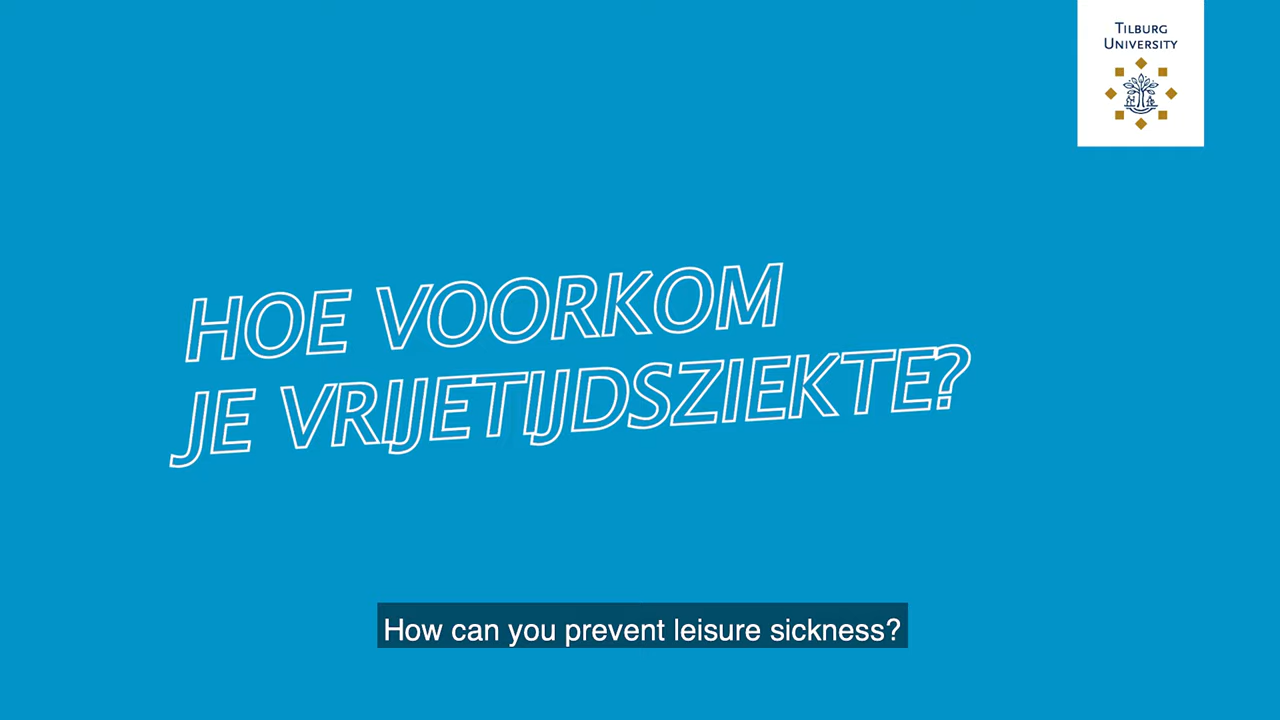 TILBURG
UNIVERSITY
HOE VOORKOM
JE VRIJETIJDSZIEKTE?
How can you prevent leisure sickness?